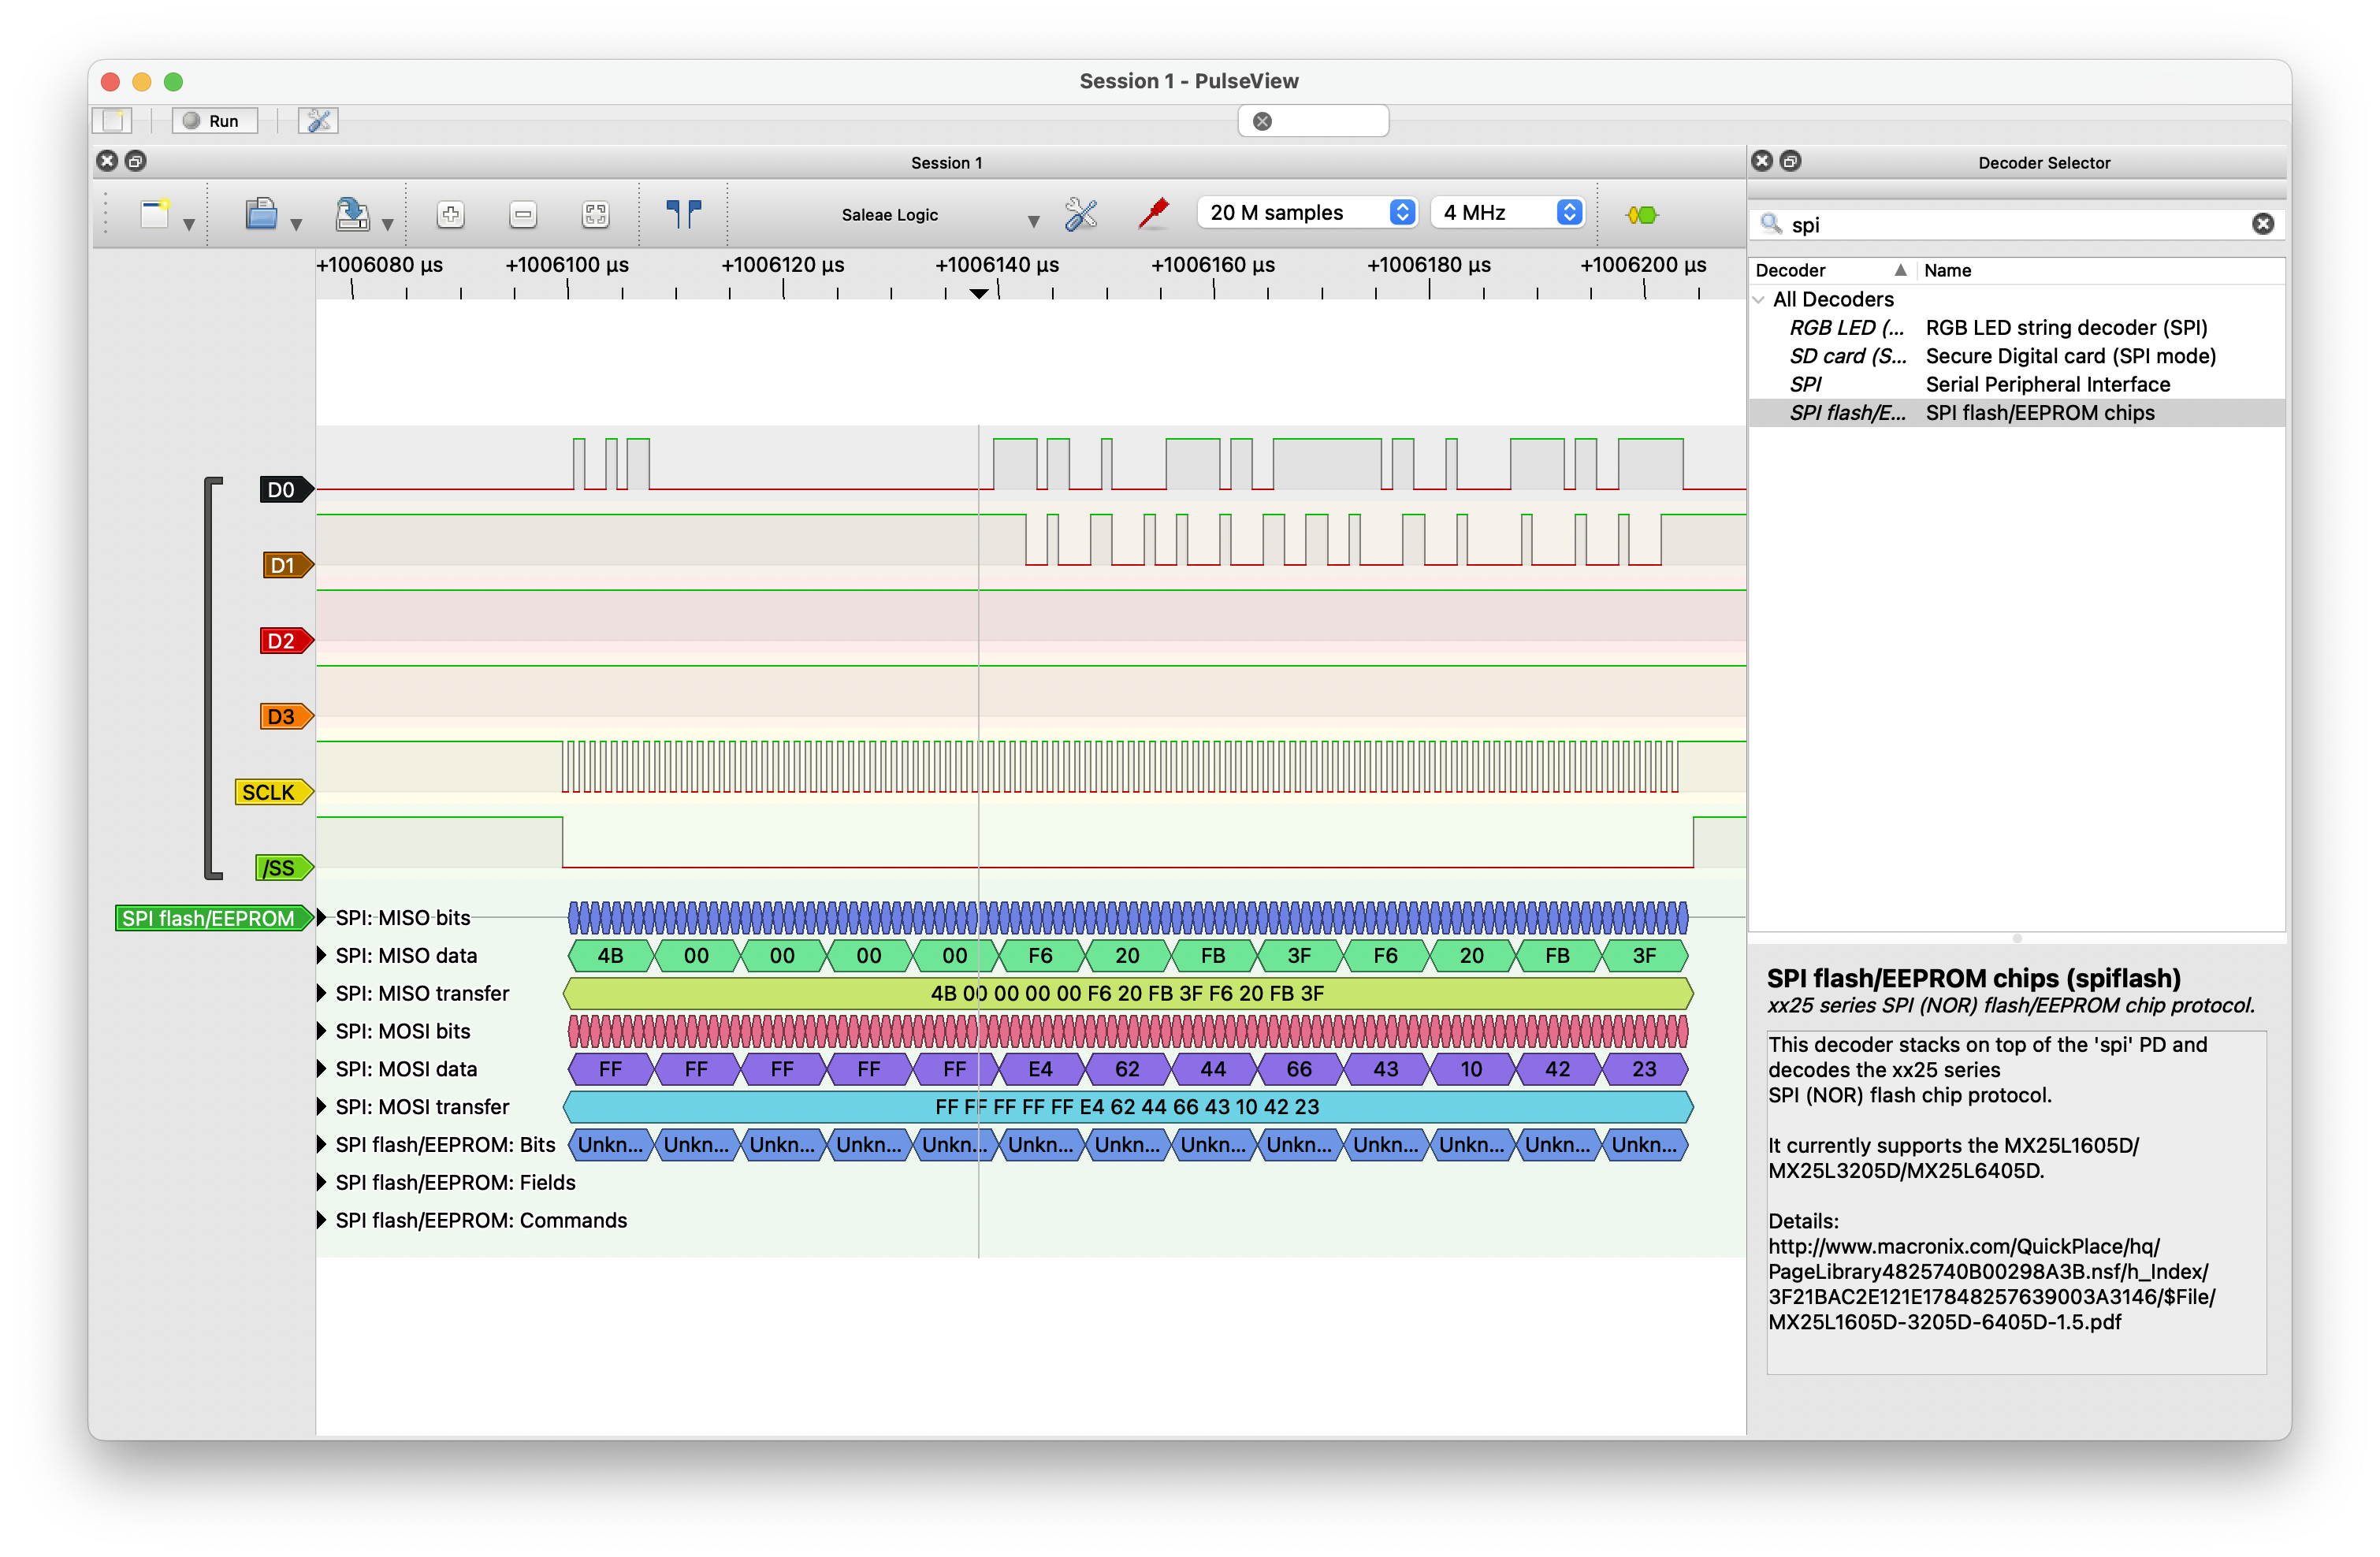 Session 1 - PulseView
Run
Session 1
Saleae Logic
20 M samples
4 MHz
+1006080 µs
+1006100 µs
+1006120 µs
+1006140 µs
+1006160 µs
+1006180 µs
+1006200 µs
D0
D1
D2
D3
SCLK
/SS
SPI flash/EEPROM
SPI: MISO bits
SPI: MISO data 4B 00 00 00 00 F6 20 FB 3F F6 20 FB 3F
SPI: MISO transfer 4B 00 00 00 00 F6 20 FB 3F F6 20 FB 3F
SPI: MOSI bits
SPI: MOSI data FF FF FF FF FF E4 62 44 66 43 10 42 23
SPI: MOSI transfer FF FF FF FF FF E4 62 44 66 43 10 42 23
SPI flash/EEPROM: Bits Unkn... Unkn... Unkn... Unkn... Unkn... Unkn... Unkn... Unkn... Unkn... Unkn... Unkn... Unkn... Unkn...
SPI flash/EEPROM: Fields
SPI flash/EEPROM: Commands
Decoder Selector
spi
Decoder Name
All Decoders
RGB LED (... RGB LED string decoder (SPI)
SD card (S... Secure Digital card (SPI mode)
SPI Serial Peripheral Interface
SPI flash/E... SPI flash/EEPROM chips
SPI flash/EEPROM chips (spiflash)
xx25 series SPI (NOR) flash/EEPROM chip protocol.
This decoder stacks on top of the 'spi' PD and
decodes the xx25 series
SPI (NOR) flash chip protocol.
It currently supports the MX25L1605D/
MX25L3205D/MX25L6405D.
Details:
http://www.macronix.com/QuickPlace/hq/
PageLibrary4825740B00298A3B.nsf/h_Index/
3F21BAC2E121E17848257639003A3146/$File/
MX25L1605D-3205D-6405D-1.5.pdf